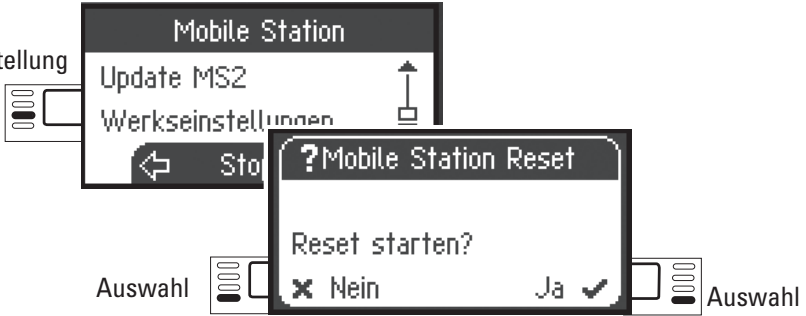 Mobile Station
tellung
Update MS2
Werkseinstellungen
Sto
?Mobile Station Reset
Reset starten?
Nein Ja
Auswahl
Auswahl